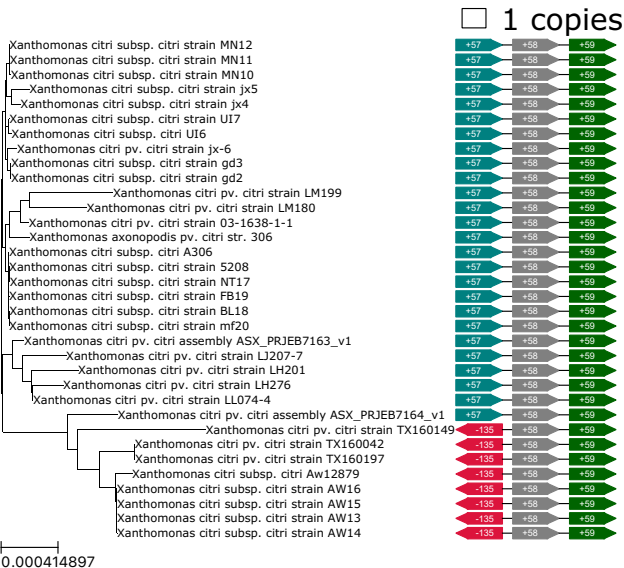 1 copies
Xanthomonas citri subsp. citri strain MN12 +57 +58 +59
Xanthomonas citri subsp. citri strain MN11 +57 +58 +59
Xanthomonas citri subsp. citri strain MN10 +57 +58 +59
Xanthomonas citri subsp. citri strain jx5 +57 +58 +59
Xanthomonas citri subsp. citri strain jx4 +57 +58 +59
Xanthomonas citri subsp. citri strain UI7 +57 +58 +59
Xanthomonas citri subsp. citri UI6 +57 +58 +59
Xanthomonas citri pv. citri strain jx-6 +57 +58 +59
Xanthomonas citri subsp. citri strain gd3 +57 +58 +59
Xanthomonas citri subsp. citri strain gd2 +57 +58 +59
Xanthomonas citri pv. citri strain LM199 +57 +58 +59
Xanthomonas citri pv. citri strain LM180 +57 +58 +59
Xanthomonas citri pv. citri strain 03-1638-1-1 +57 +58 +59
Xanthomonas axonopodis pv. citri str. 306 +57 +58 +59
Xanthomonas citri subsp. citri A306 +57 +58 +59
Xanthomonas citri subsp. citri strain 5208 +57 +58 +59
Xanthomonas citri subsp. citri strain NT17 +57 +58 +59
Xanthomonas citri subsp. citri strain FB19 +57 +58 +59
Xanthomonas citri subsp. citri strain BL18 +57 +58 +59
Xanthomonas citri subsp. citri strain mf20 +57 +58 +59
Xanthomonas citri pv. citri assembly ASX_PRJEB7163_v1 +57 +58 +59
Xanthomonas citri pv. citri strain LJ207-7 +57 +58 +59
Xanthomonas citri pv. citri strain LH201 +57 +58 +59
Xanthomonas citri pv. citri strain LH276 +57 +58 +59
Xanthomonas citri pv. citri strain LL074-4 +57 +58 +59
Xanthomonas citri pv. citri assembly ASX_PRJEB7164_v1 +57 +58 +59
Xanthomonas citri pv. citri strain TX160149 -135 +58 +59
Xanthomonas citri pv. citri strain TX160042 -135 +58 +59
Xanthomonas citri pv. citri strain TX160197 -135 +58 +59
Xanthomonas citri subsp. citri Aw12879 -135 +58 +59
Xanthomonas citri subsp. citri strain AW16 -135 +58 +59
Xanthomonas citri subsp. citri strain AW15 -135 +58 +59
Xanthomonas citri subsp. citri strain AW13 -135 +58 +59
Xanthomonas citri subsp. citri strain AW14 -135 +58 +59
0.000414897